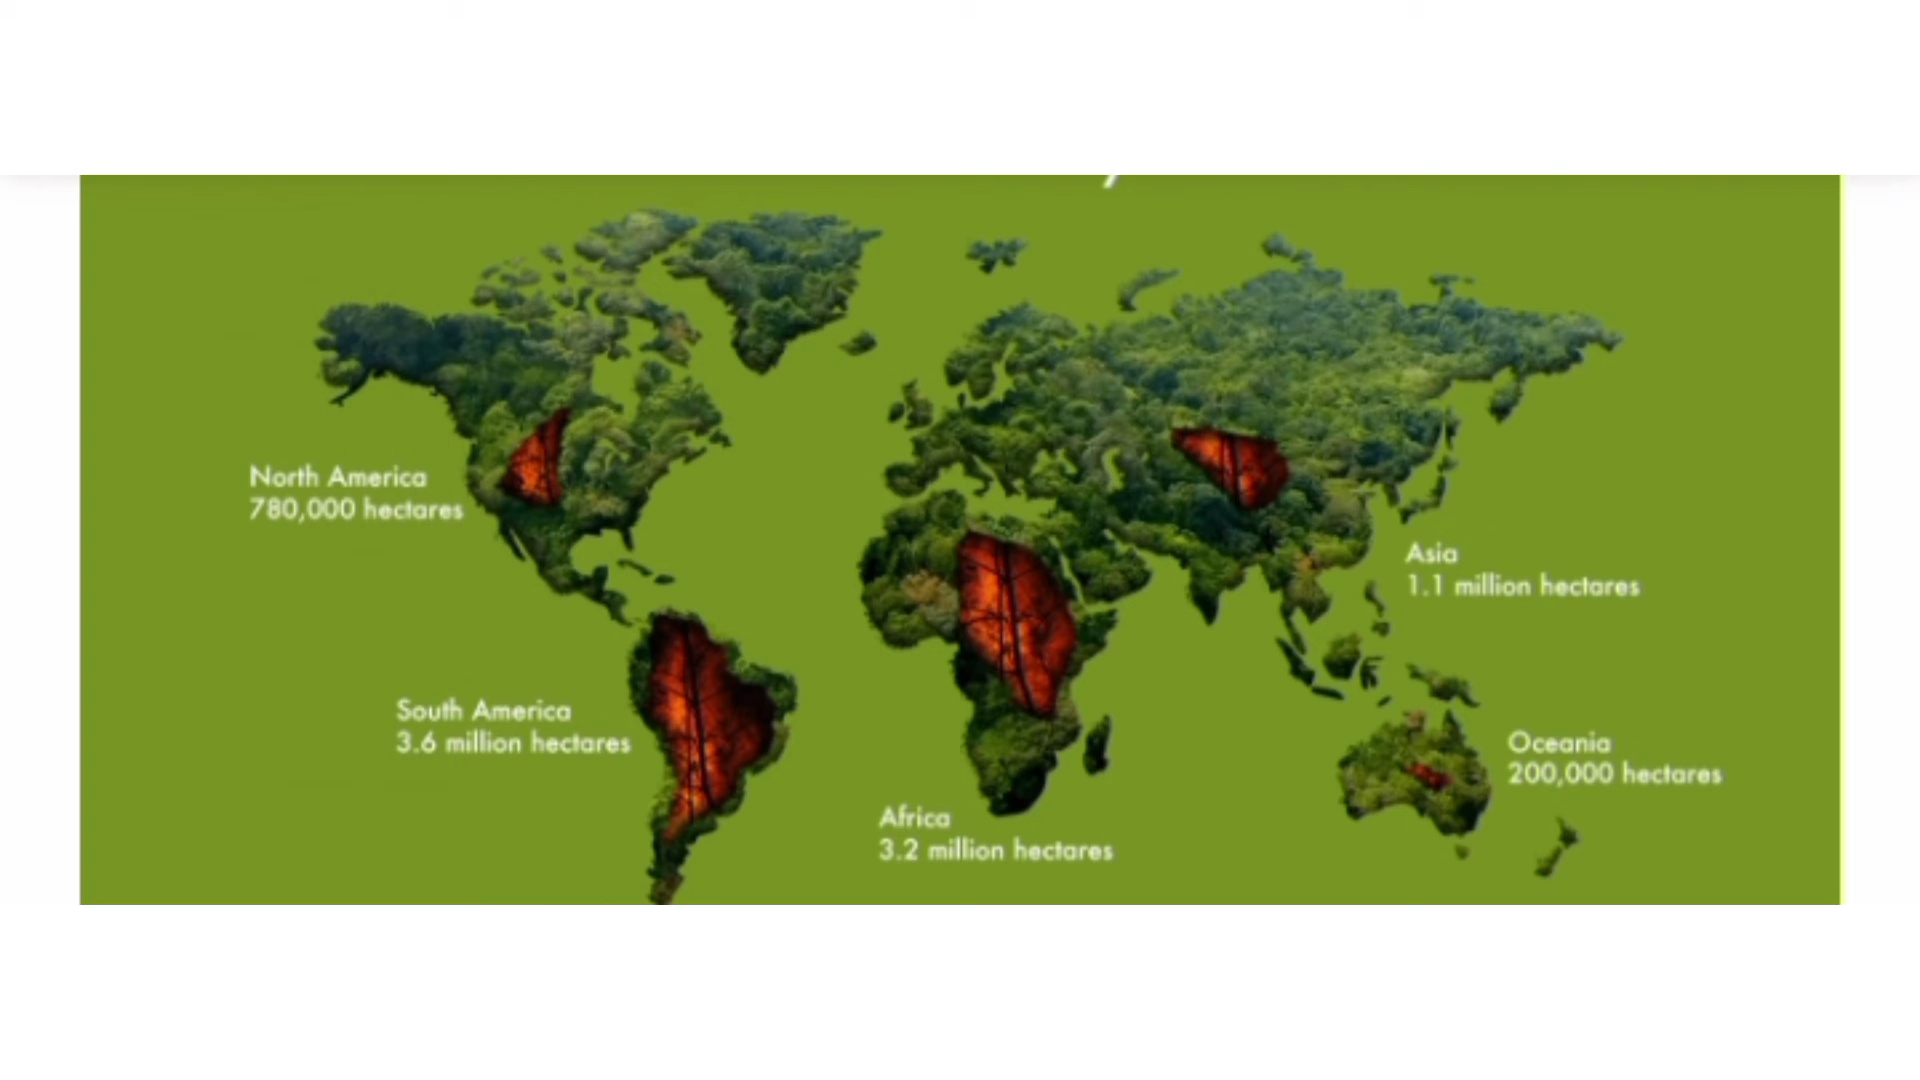 North America
780,000 hectares
South America
3.6 million hectares
Africa
3.2 million hectares
Asia
1.1 million hectares
Oceania
200,000 hectares